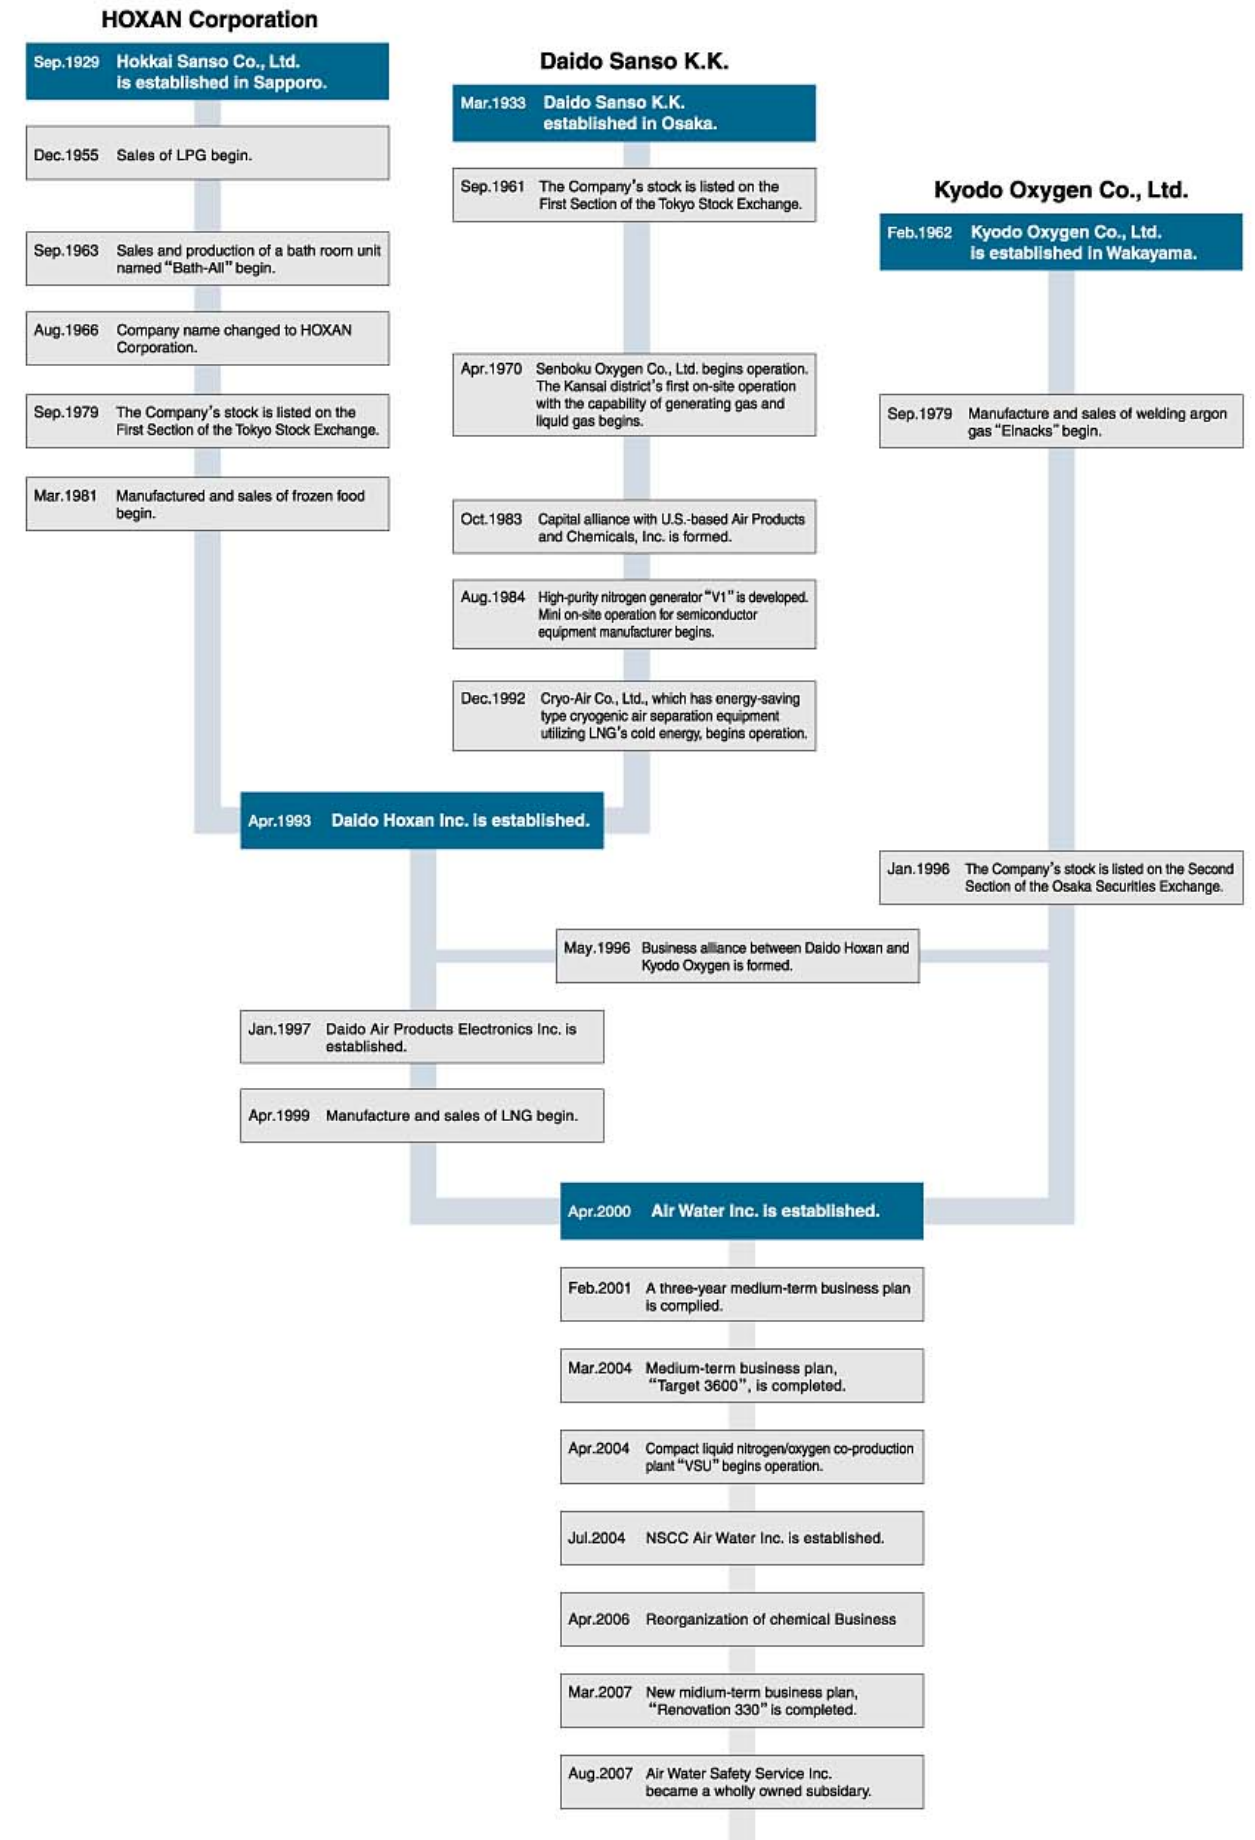 HOXAN Corporation
Sep.1929 Hokkai Sanso Co., Ltd.
is established in Sapporo.
Dec.1955 Sales of LPG begin.
Sep.1963 Sales and production of a bath room unit
named “Bath-All” begin.
Aug.1966 Company name changed to HOXAN
Corporation.
Sep.1979 The Company’s stock is listed on the
First Section of the Tokyo Stock Exchange.
Mar.1981 Manufactured and sales of frozen food
begin.
Daido Sanso K.K.
Mar.1933 Daido Sanso K.K.
established in Osaka.
Sep.1961 The Company’s stock is listed on the
First Section of the Tokyo Stock Exchange.
Apr.1970 Senboku Oxygen Co., Ltd. begins operation.
The Kansai district’s first on-site operation
with the capability of generating gas and
liquid gas begins.
Oct.1983 Capital alliance with U.S.-based Air Products
and Chemicals, Inc. is formed.
Aug.1984 High-purity nitrogen generator “V1” is developed.
Mini on-site operation for semiconductor
equipment manufacturer begins.
Dec.1992 Cryo-Air Co., Ltd., which has energy-saving
type cryogenic air separation equipment
utilizing LNG’s cold energy, begins operation.
Kyodo Oxygen Co., Ltd.
Feb.1962 Kyodo Oxygen Co., Ltd.
is established in Wakayama.
Sep.1979 Manufacture and sales of welding argon
gas “Elnacks” begin.
Apr.1993 Daido Hoxan Inc. is established.
Jan.1996 The Company’s stock is listed on the Second
Section of the Osaka Securities Exchange.
May.1996 Business alliance between Daido Hoxan and
Kyodo Oxygen is formed.
Jan.1997 Daido Air Products Electronics Inc. is
established.
Apr.1999 Manufacture and sales of LNG begin.
Apr.2000 Air Water Inc. is established.
Feb.2001 A three-year medium-term business plan
is complied.
Mar.2004 Medium-term business plan,
“Target 3600”, is completed.
Apr.2004 Compact liquid nitrogen/oxygen co-production
plant “VSU” begins operation.
Jul.2004 NSCC Air Water Inc. is established.
Apr.2006 Reorganization of chemical Business
Mar.2007 New midium-term business plan,
“Renovation 330” is completed.
Aug.2007 Air Water Safety Service Inc.
became a wholly owned subsidary.